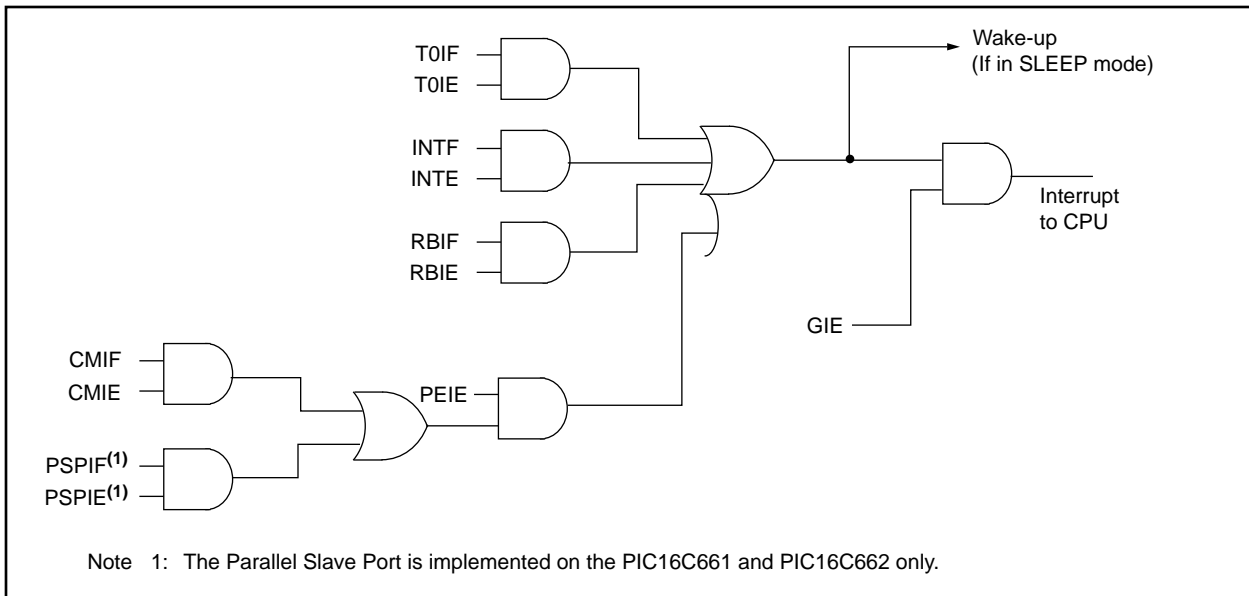 Wake-up
(If in SLEEP mode)
T0IF
T0IE
INTF
INTE
RBIF
RBIE
Interrupt
to CPU
GIE
CMIF
CMIE
PEIE
PSPIF(1)
PSPIE(1)
Note 1: The Parallel Slave Port is implemented on the PIC16C661 and PIC16C662 only.